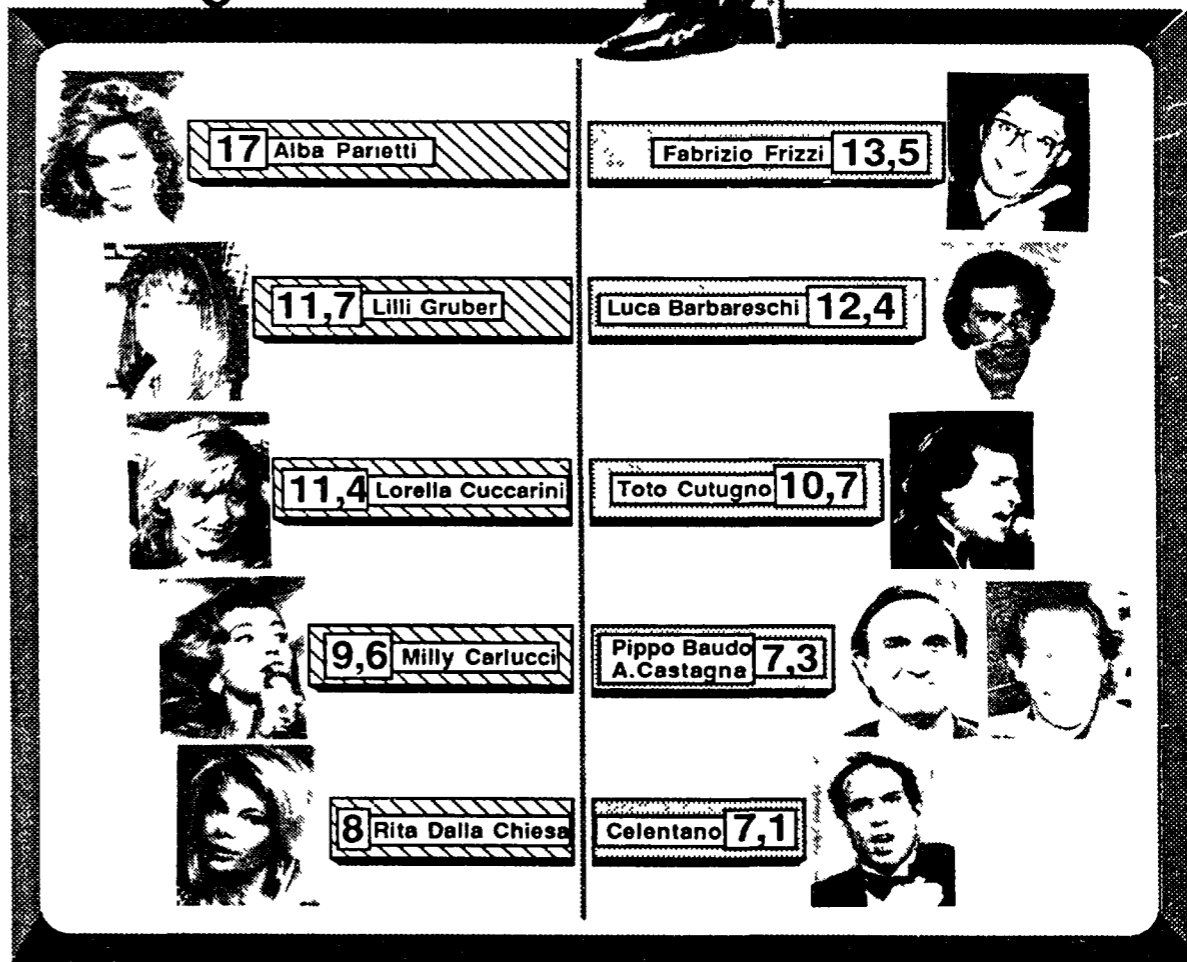 17 Alba Parietti
Fabrizio Frizzi 13,5
11,7 Lilli Gruber
Luca Barbareschi 12,4
11,4 Lorella Cuccarini
Toto Cutugno 10,7
9,6 Milly Carlucci
Pippo Baudo
A.Castagna 7,3
8 Rita Dalla Chiesa
Celentano 7,1